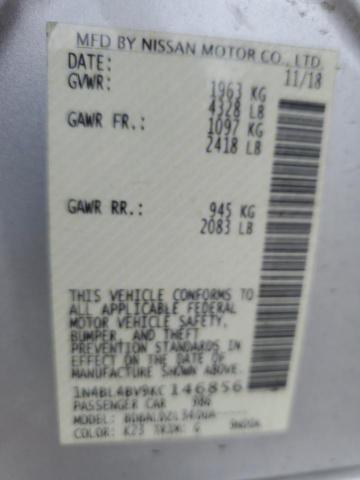 MFD BY NISSAN MOTOR CO., LTD.
DATE: 11/18
GVWR: 1963 KG
4328 LB
GAWR FR.: 1097 KG
2418 LB
GAWR RR.: 945 KG
2083 LB
THIS VEHICLE CONFORMS TO
ALL APPLICABLE FEDERAL
MOTOR VEHICLE SAFETY,
BUMPER, AND THEFT
PREVENTION STANDARDS IN
EFFECT ON THE DATE OF
MANUFACTURE SHOWN ABOVE.
1N4BL4BV9KC146856
PASSENGER CAR
MODEL:
COLOR: K23 TRIM: G